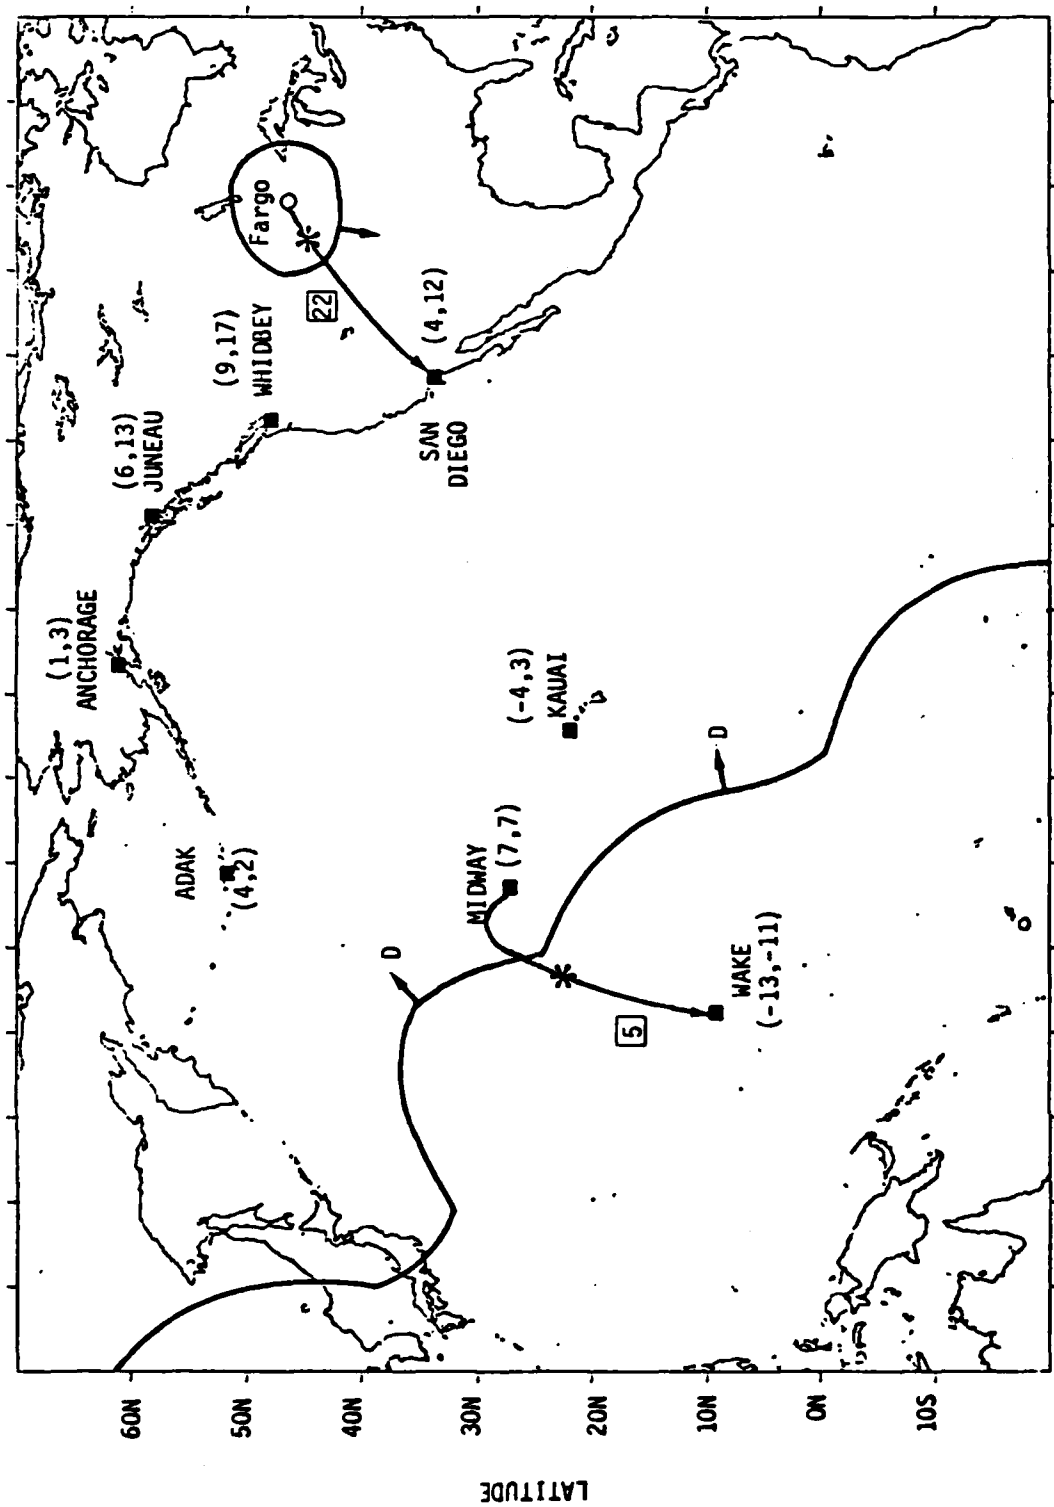 (1,3)
ANCHORAGE
(6,13)
JUNEAU
(9,17)
WHIDBEY
Fargo
22
(4,12)
SAN
DIEGO
ADAK
(4,2)
(-4,3)
KAUAI
MIDWAY
(7,7)
D
D
5
WAKE
(-13,-11)
60N
50N
40N
30N
20N
10N
0N
10S
LATITUDE